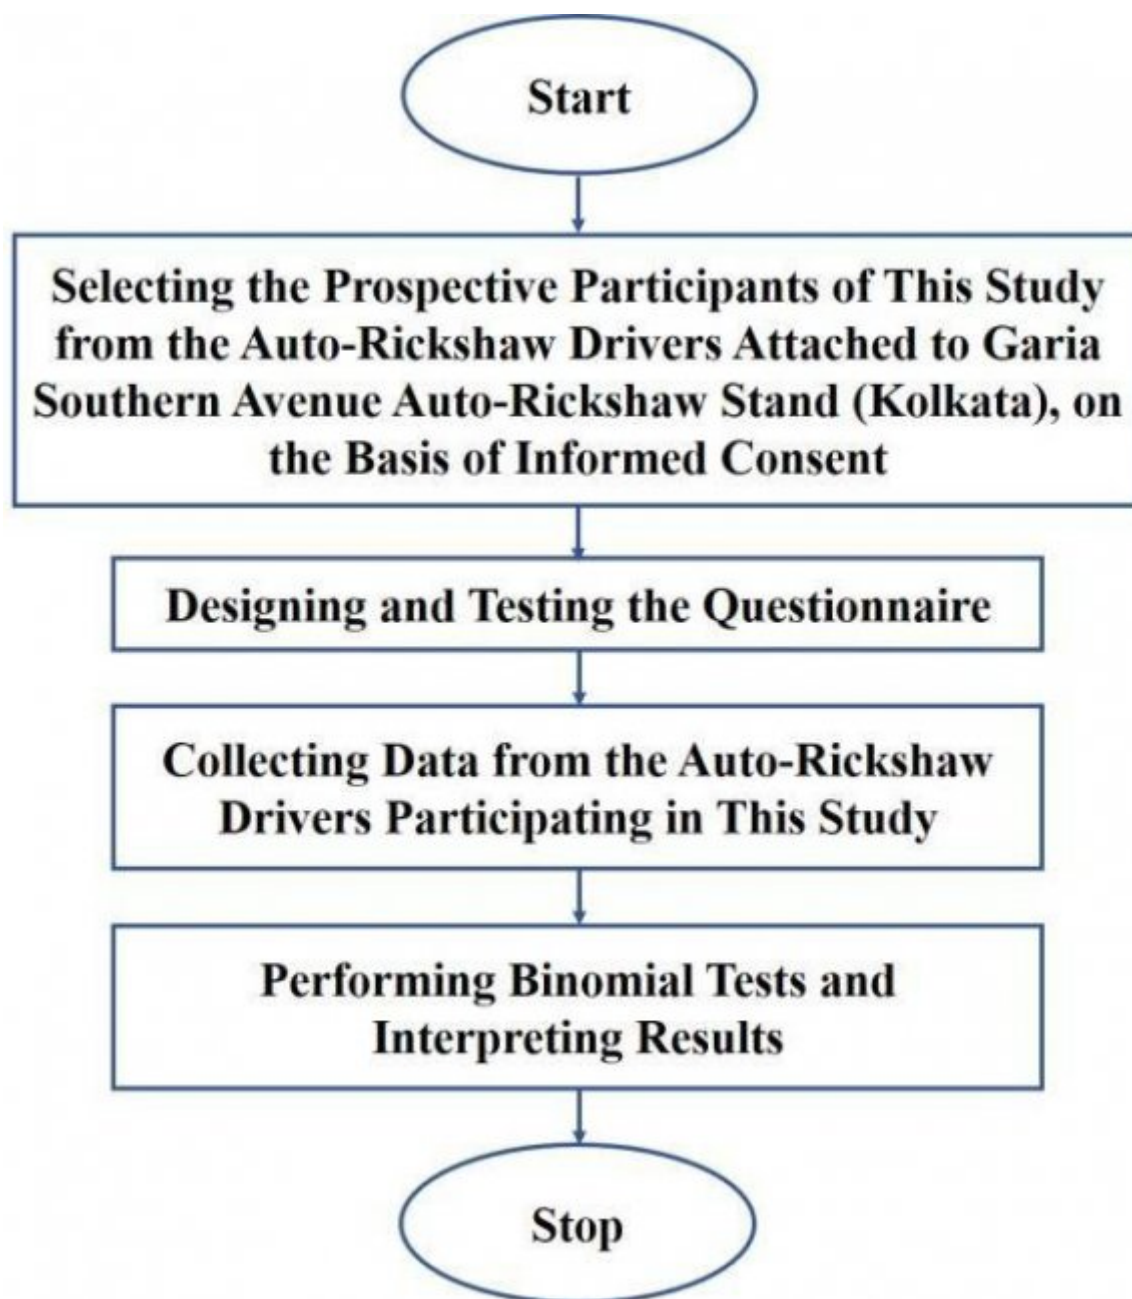 Start
Selecting the Prospective Participants of This Study
from the Auto-Rickshaw Drivers Attached to Garia
Southern Avenue Auto-Rickshaw Stand (Kolkata), on
the Basis of Informed Consent
Designing and Testing the Questionnaire
Collecting Data from the Auto-Rickshaw
Drivers Participating in This Study
Performing Binomial Tests and
Interpreting Results
Stop